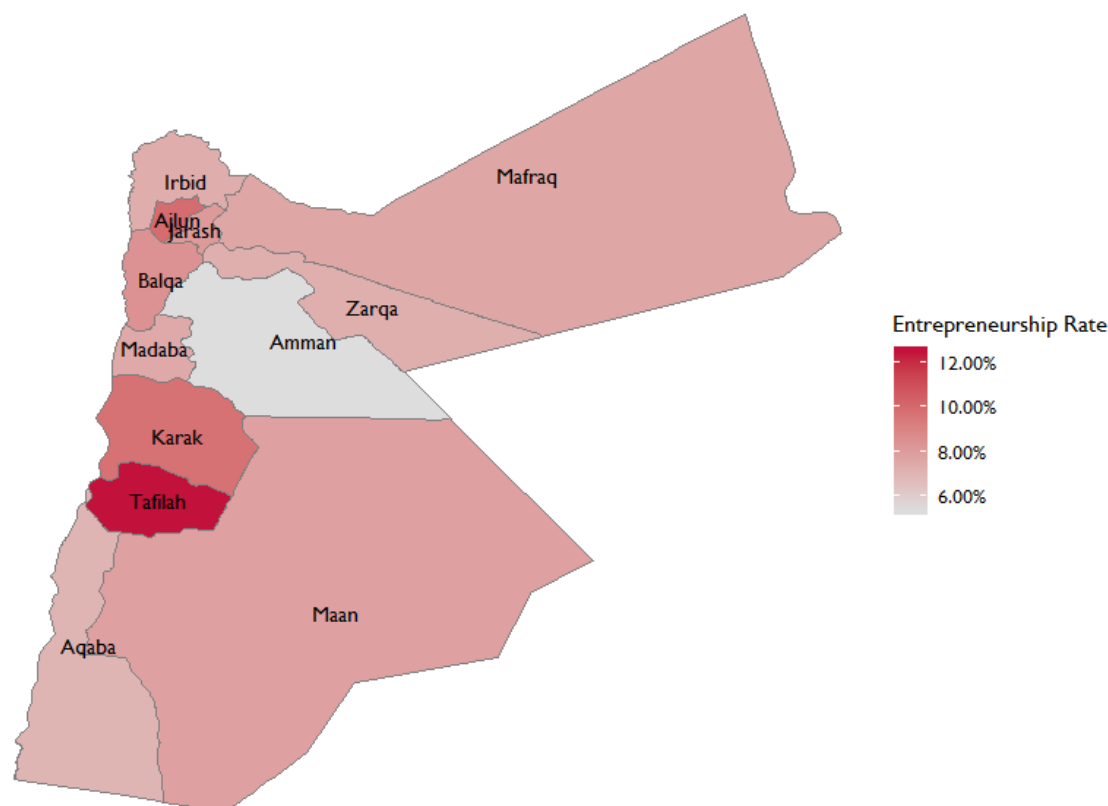 Mafraq
Irbid
Ajlun
Jarash
Balqa
Zarqa
Amman
Madaba
Karak
Tafilah
Maan
Aqaba
Entrepreneurship Rate
12.00%
10.00%
8.00%
6.00%